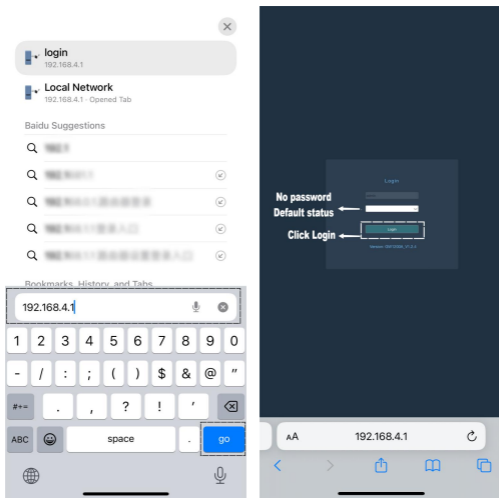 login
192.168.4.1
Local Network
192.168.4.1 - Opened Tab
Baidu Suggestions
Bookmarks, History, and Tabs
192.168.4.1
1 2 3 4 5 6 7 8 9 0
- / : ; ( ) $ & @ "
#+= . , ? ! '
ABC space . go
Login
No password
Default status
Login
Click Login
AA 192.168.4.1